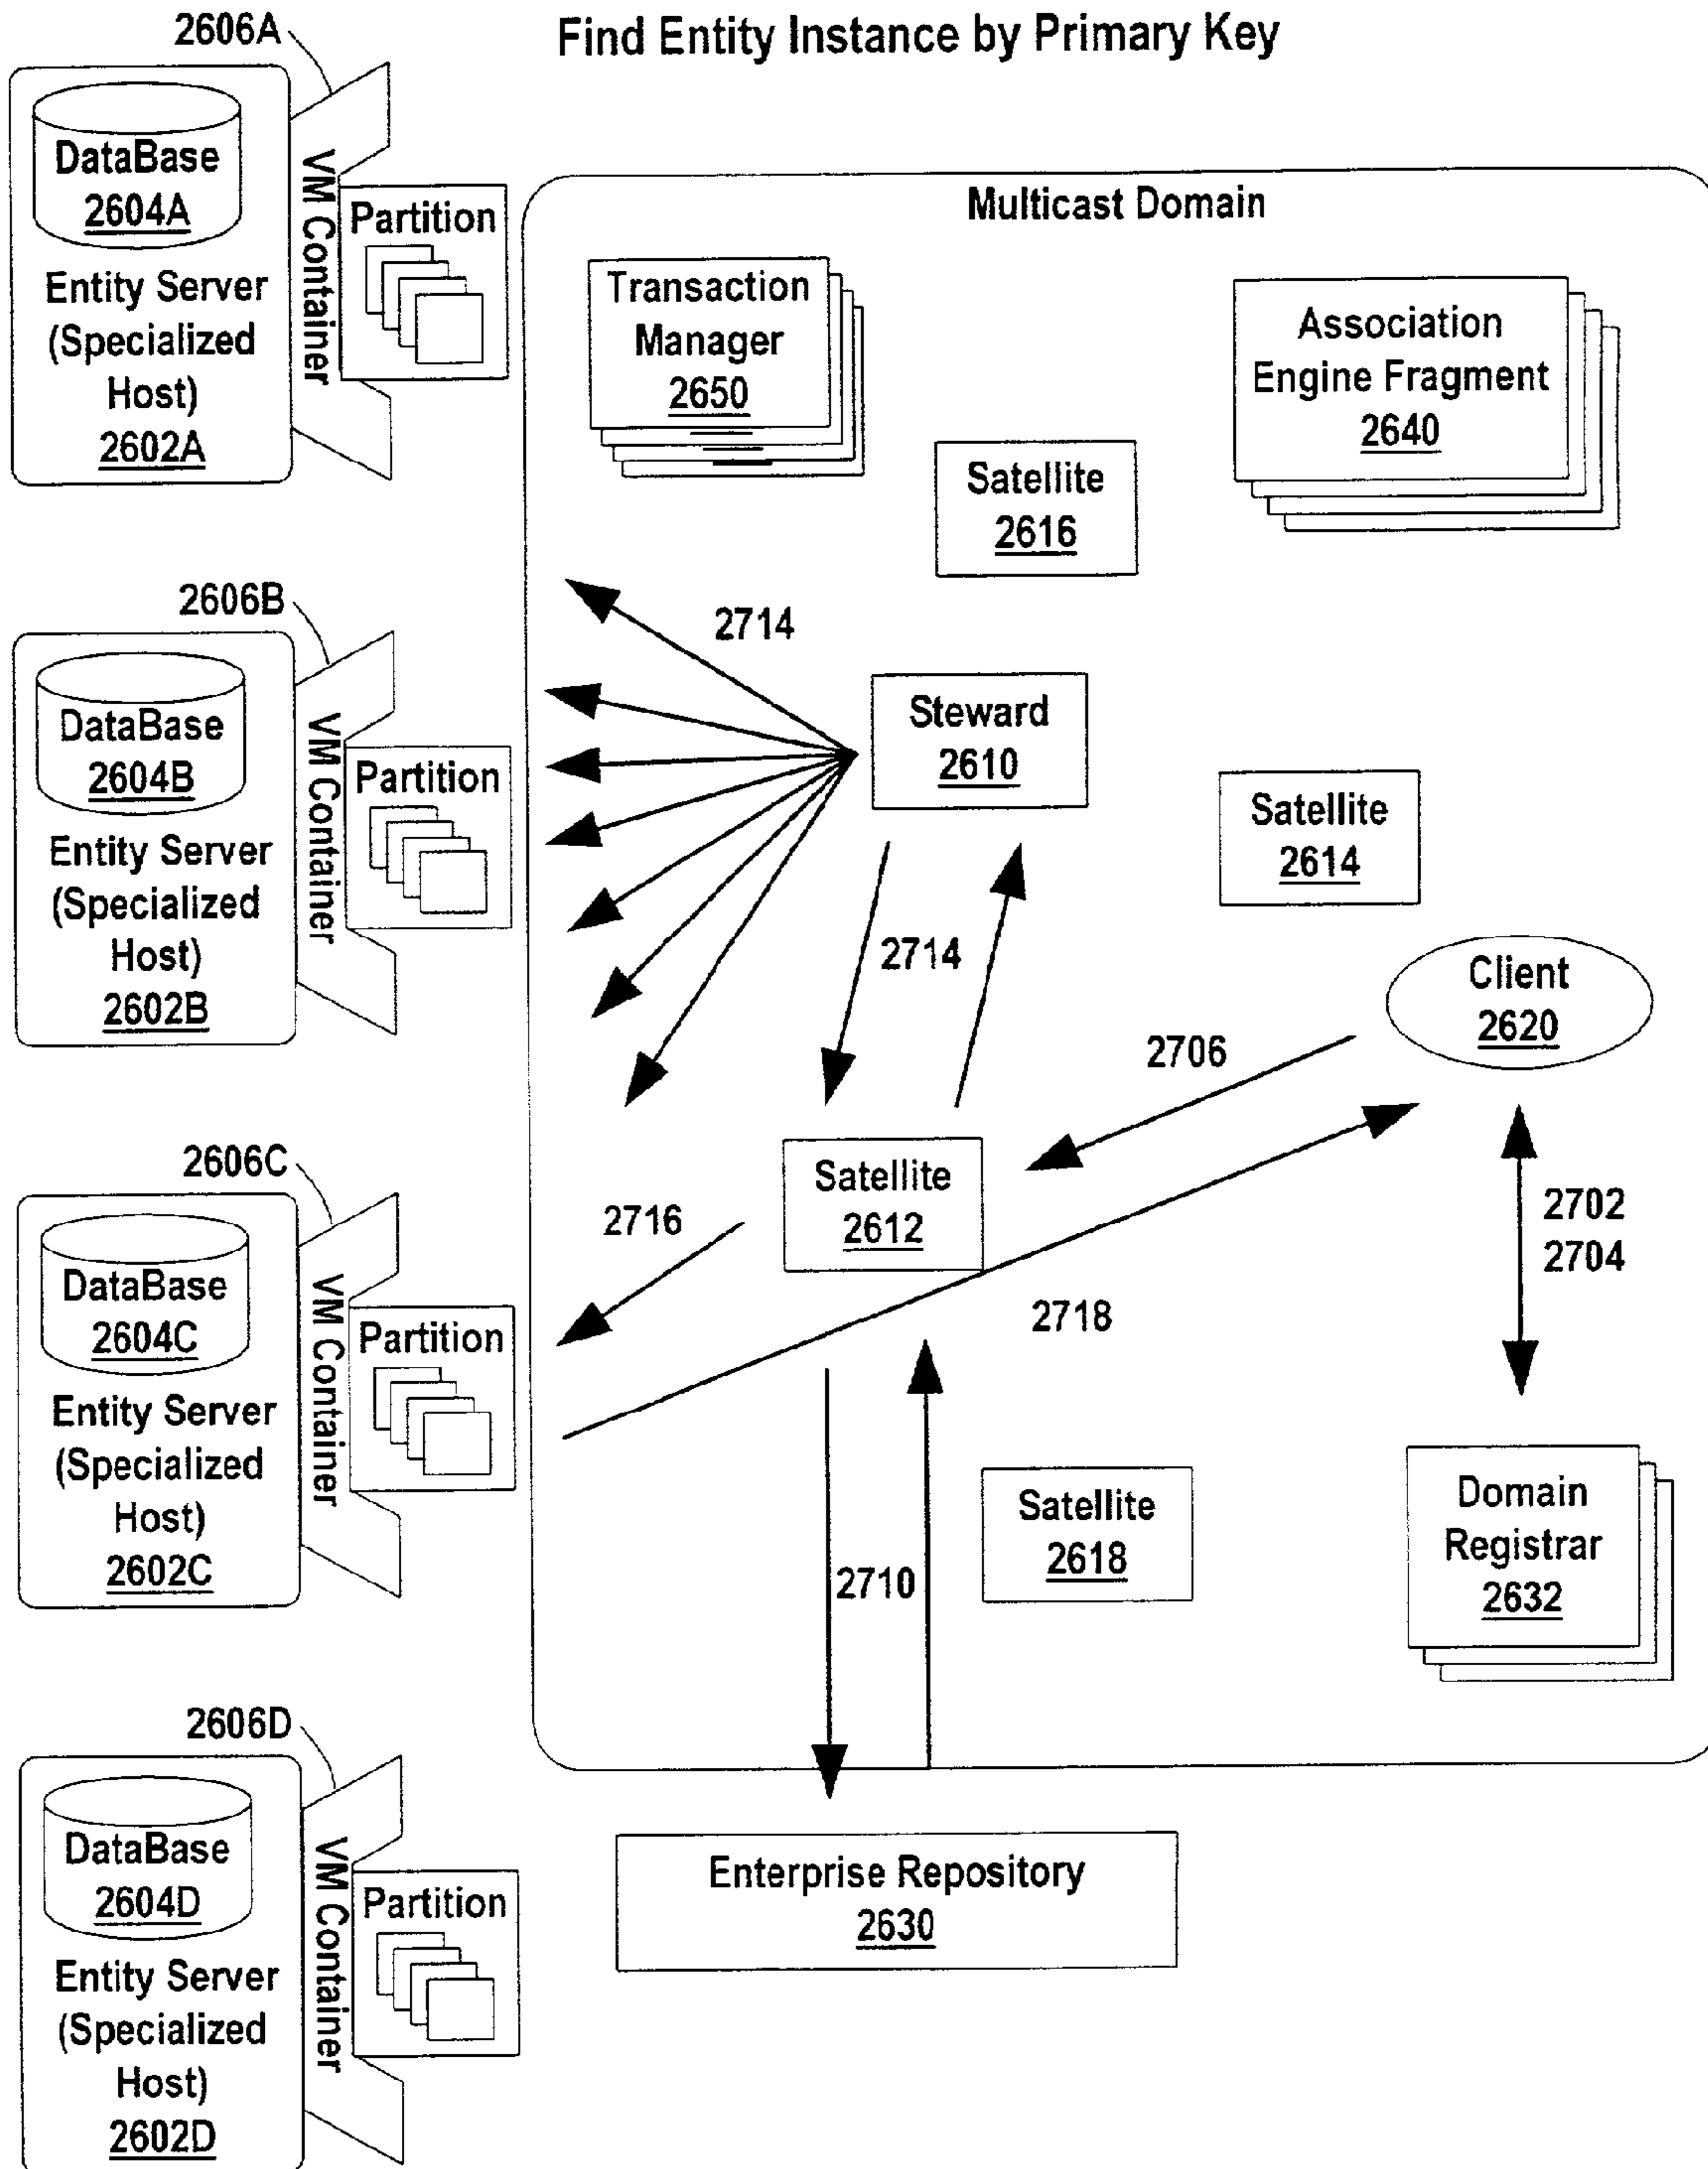 Find Entity Instance by Primary Key
2606A
DataBase
2604A
Entity Server
(Specialized
Host)
2602A
VM Container
Partition
2606B
DataBase
2604B
Entity Server
(Specialized
Host)
2602B
VM Container
Partition
2606C
DataBase
2604C
Entity Server
(Specialized
Host)
2602C
VM Container
Partition
2606D
DataBase
2604D
Entity Server
(Specialized
Host)
2602D
VM Container
Partition
Multicast Domain
Transaction
Manager
2650
Association
Engine Fragment
2640
Satellite
2616
2714
Steward
2610
Satellite
2614
2714
Client
2620
2706
Satellite
2612
2716
2702
2704
2718
Satellite
2618
2710
Domain
Registrar
2632
Enterprise Repository
2630